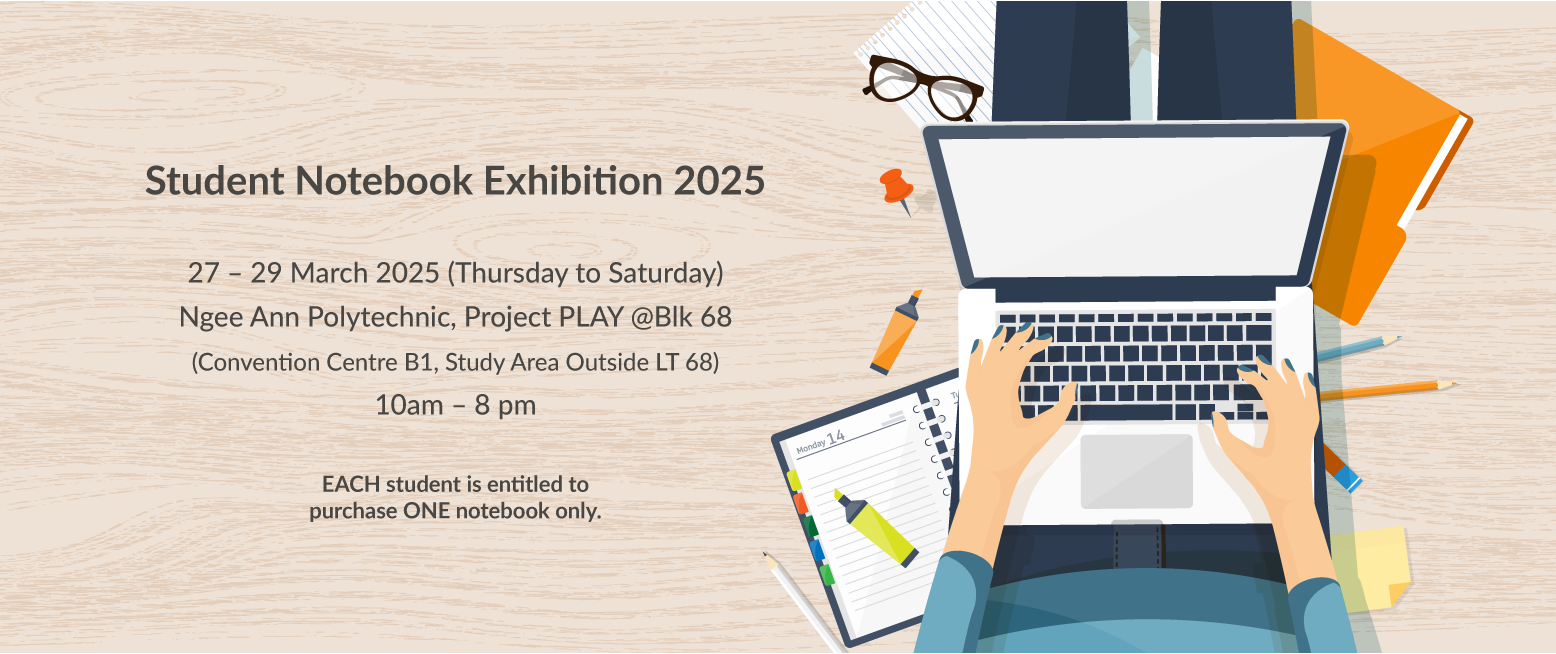 Student Notebook Exhibition 2025
27 – 29 March 2025 (Thursday to Saturday)
Ngee Ann Polytechnic, Project PLAY @Blk 68
(Convention Centre B1, Study Area Outside LT 68)
10am – 8 pm
EACH student is entitled to
purchase ONE notebook only.
Monday 14
Tu